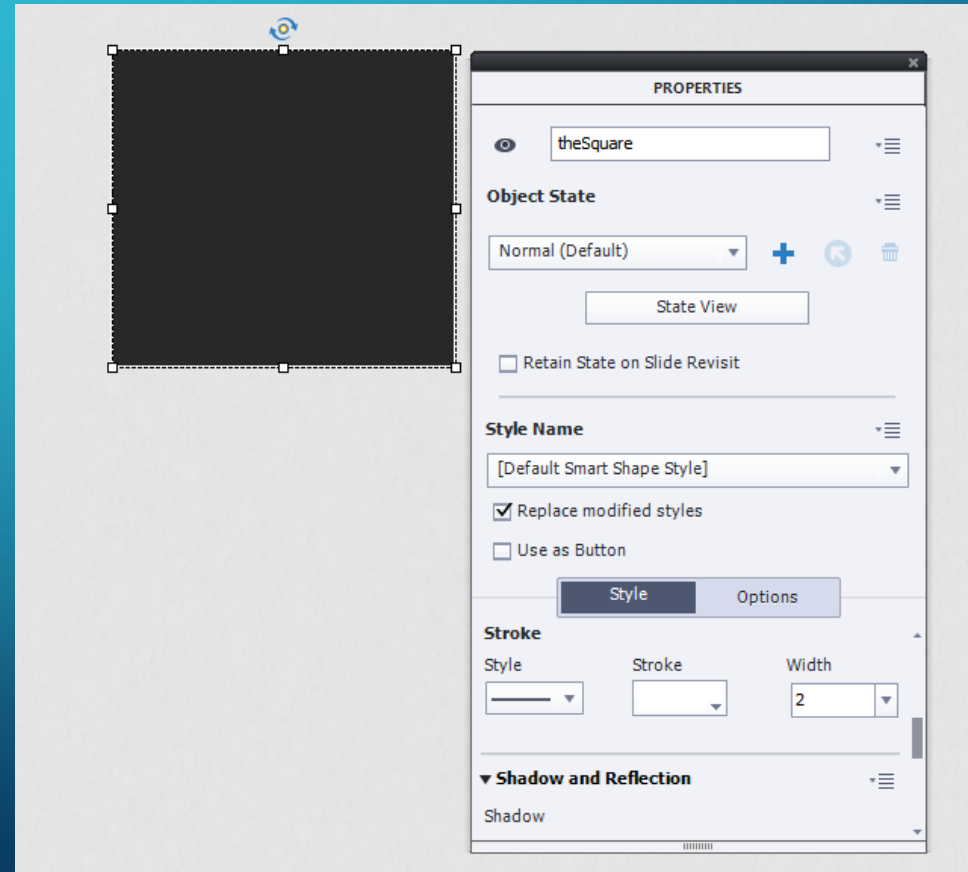 PROPERTIES
theSquare
Object State
Normal (Default)
State View
Retain State on Slide Revisit
Style Name
[Default Smart Shape Style]
Replace modified styles
Use as Button
Style Options
Stroke
Style Stroke Width
2
Shadow and Reflection
Shadow